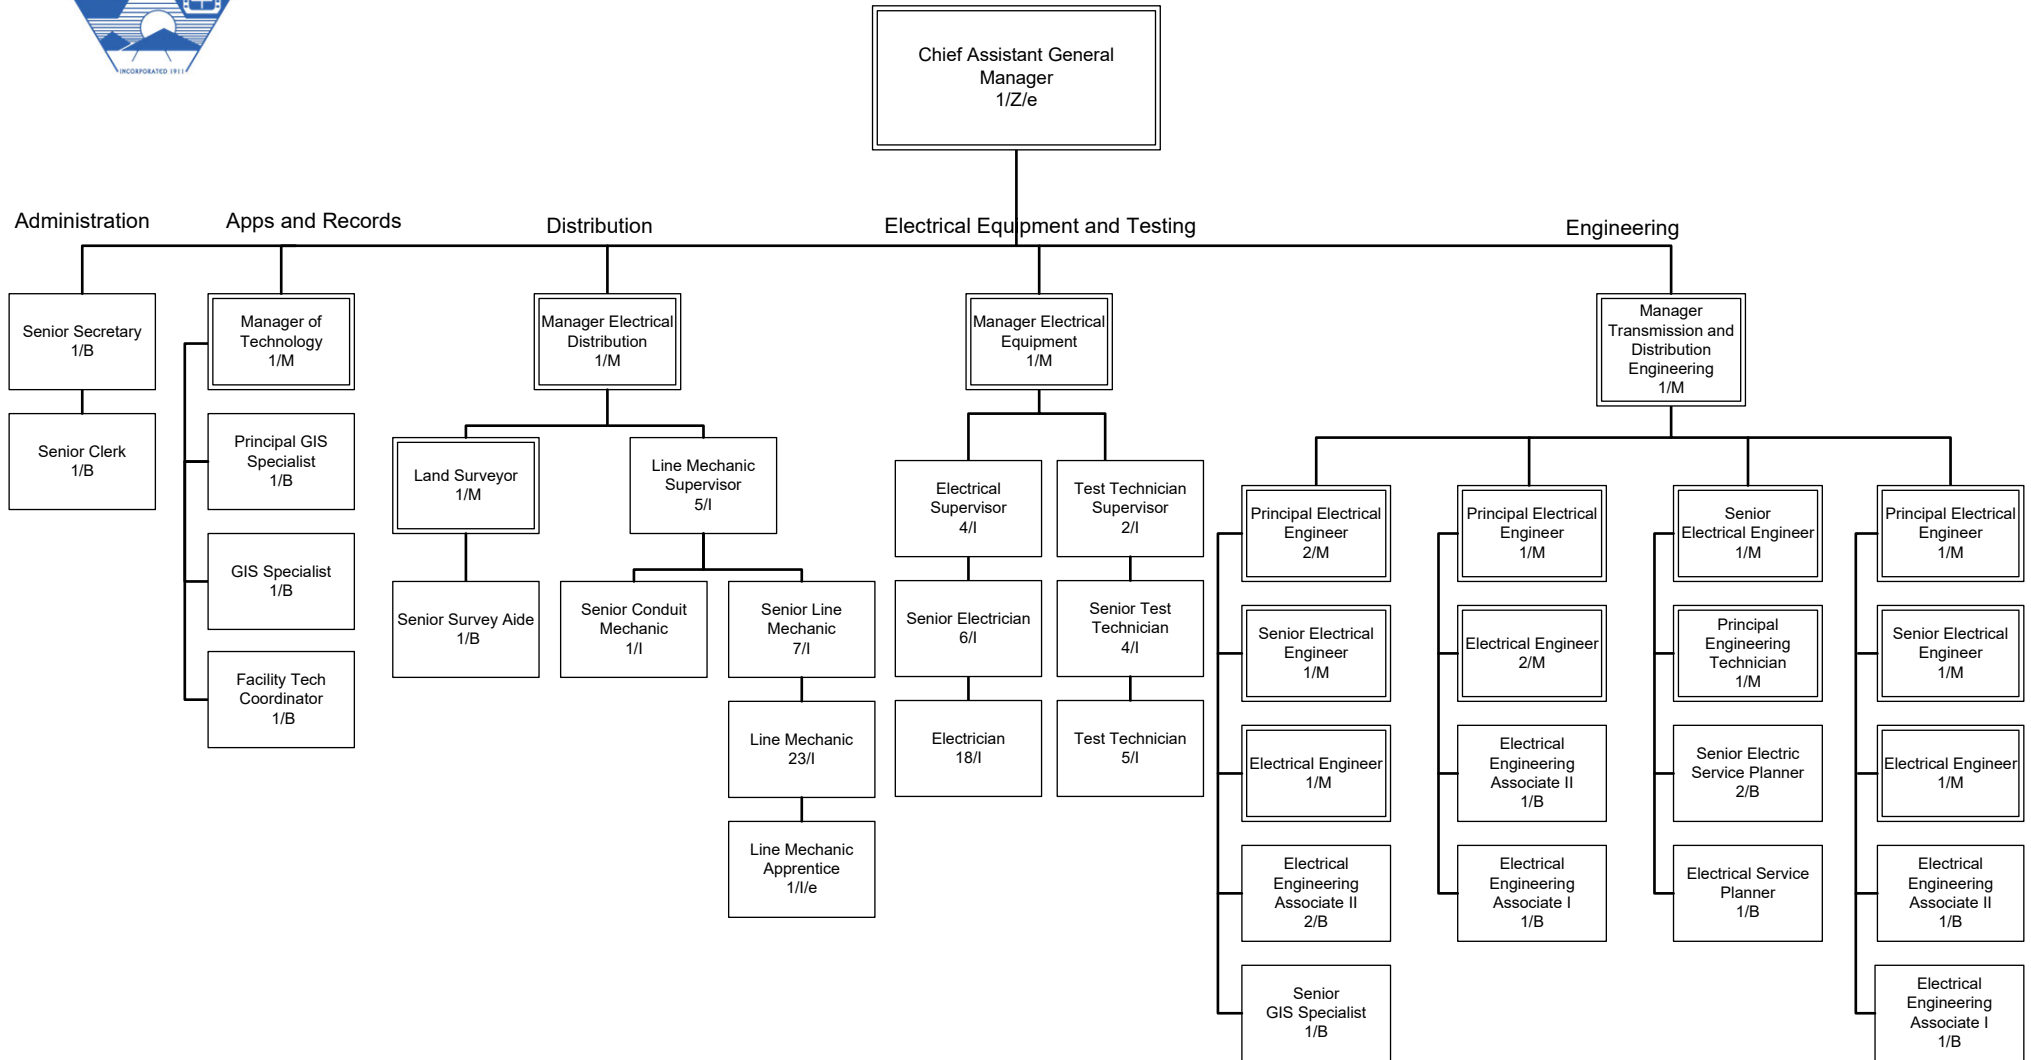 INCORPORATED 1911
Chief Assistant General
Manager
1/Z/e
Administration
Apps and Records
Distribution
Electrical Equipment and Testing
Engineering
Senior Secretary
1/B
Senior Clerk
1/B
Manager of
Technology
1/M
Principal GIS
Specialist
1/B
GIS Specialist
1/B
Facility Tech
Coordinator
1/B
Manager Electrical
Distribution
1/M
Land Surveyor
1/M
Senior Survey Aide
1/B
Line Mechanic
Supervisor
5/I
Senior Conduit
Mechanic
1/I
Senior Line
Mechanic
7/I
Line Mechanic
23/I
Line Mechanic
Apprentice
1/I/e
Manager Electrical
Equipment
1/M
Electrical
Supervisor
4/I
Senior Electrician
6/I
Electrician
18/I
Test Technician
Supervisor
2/I
Senior Test
Technician
4/I
Test Technician
5/I
Manager
Transmission and
Distribution
Engineering
1/M
Principal Electrical
Engineer
2/M
Senior Electrical
Engineer
1/M
Electrical Engineer
1/M
Electrical
Engineering
Associate II
2/B
Senior
GIS Specialist
1/B
Principal Electrical
Engineer
1/M
Electrical Engineer
2/M
Electrical
Engineering
Associate II
1/B
Electrical
Engineering
Associate I
1/B
Senior
Electrical Engineer
1/M
Principal
Engineering
Technician
1/M
Senior Electric
Service Planner
2/B
Electrical Service
Planner
1/B
Principal Electrical
Engineer
1/M
Senior Electrical
Engineer
1/M
Electrical Engineer
1/M
Electrical
Engineering
Associate II
1/B
Electrical
Engineering
Associate I
1/B